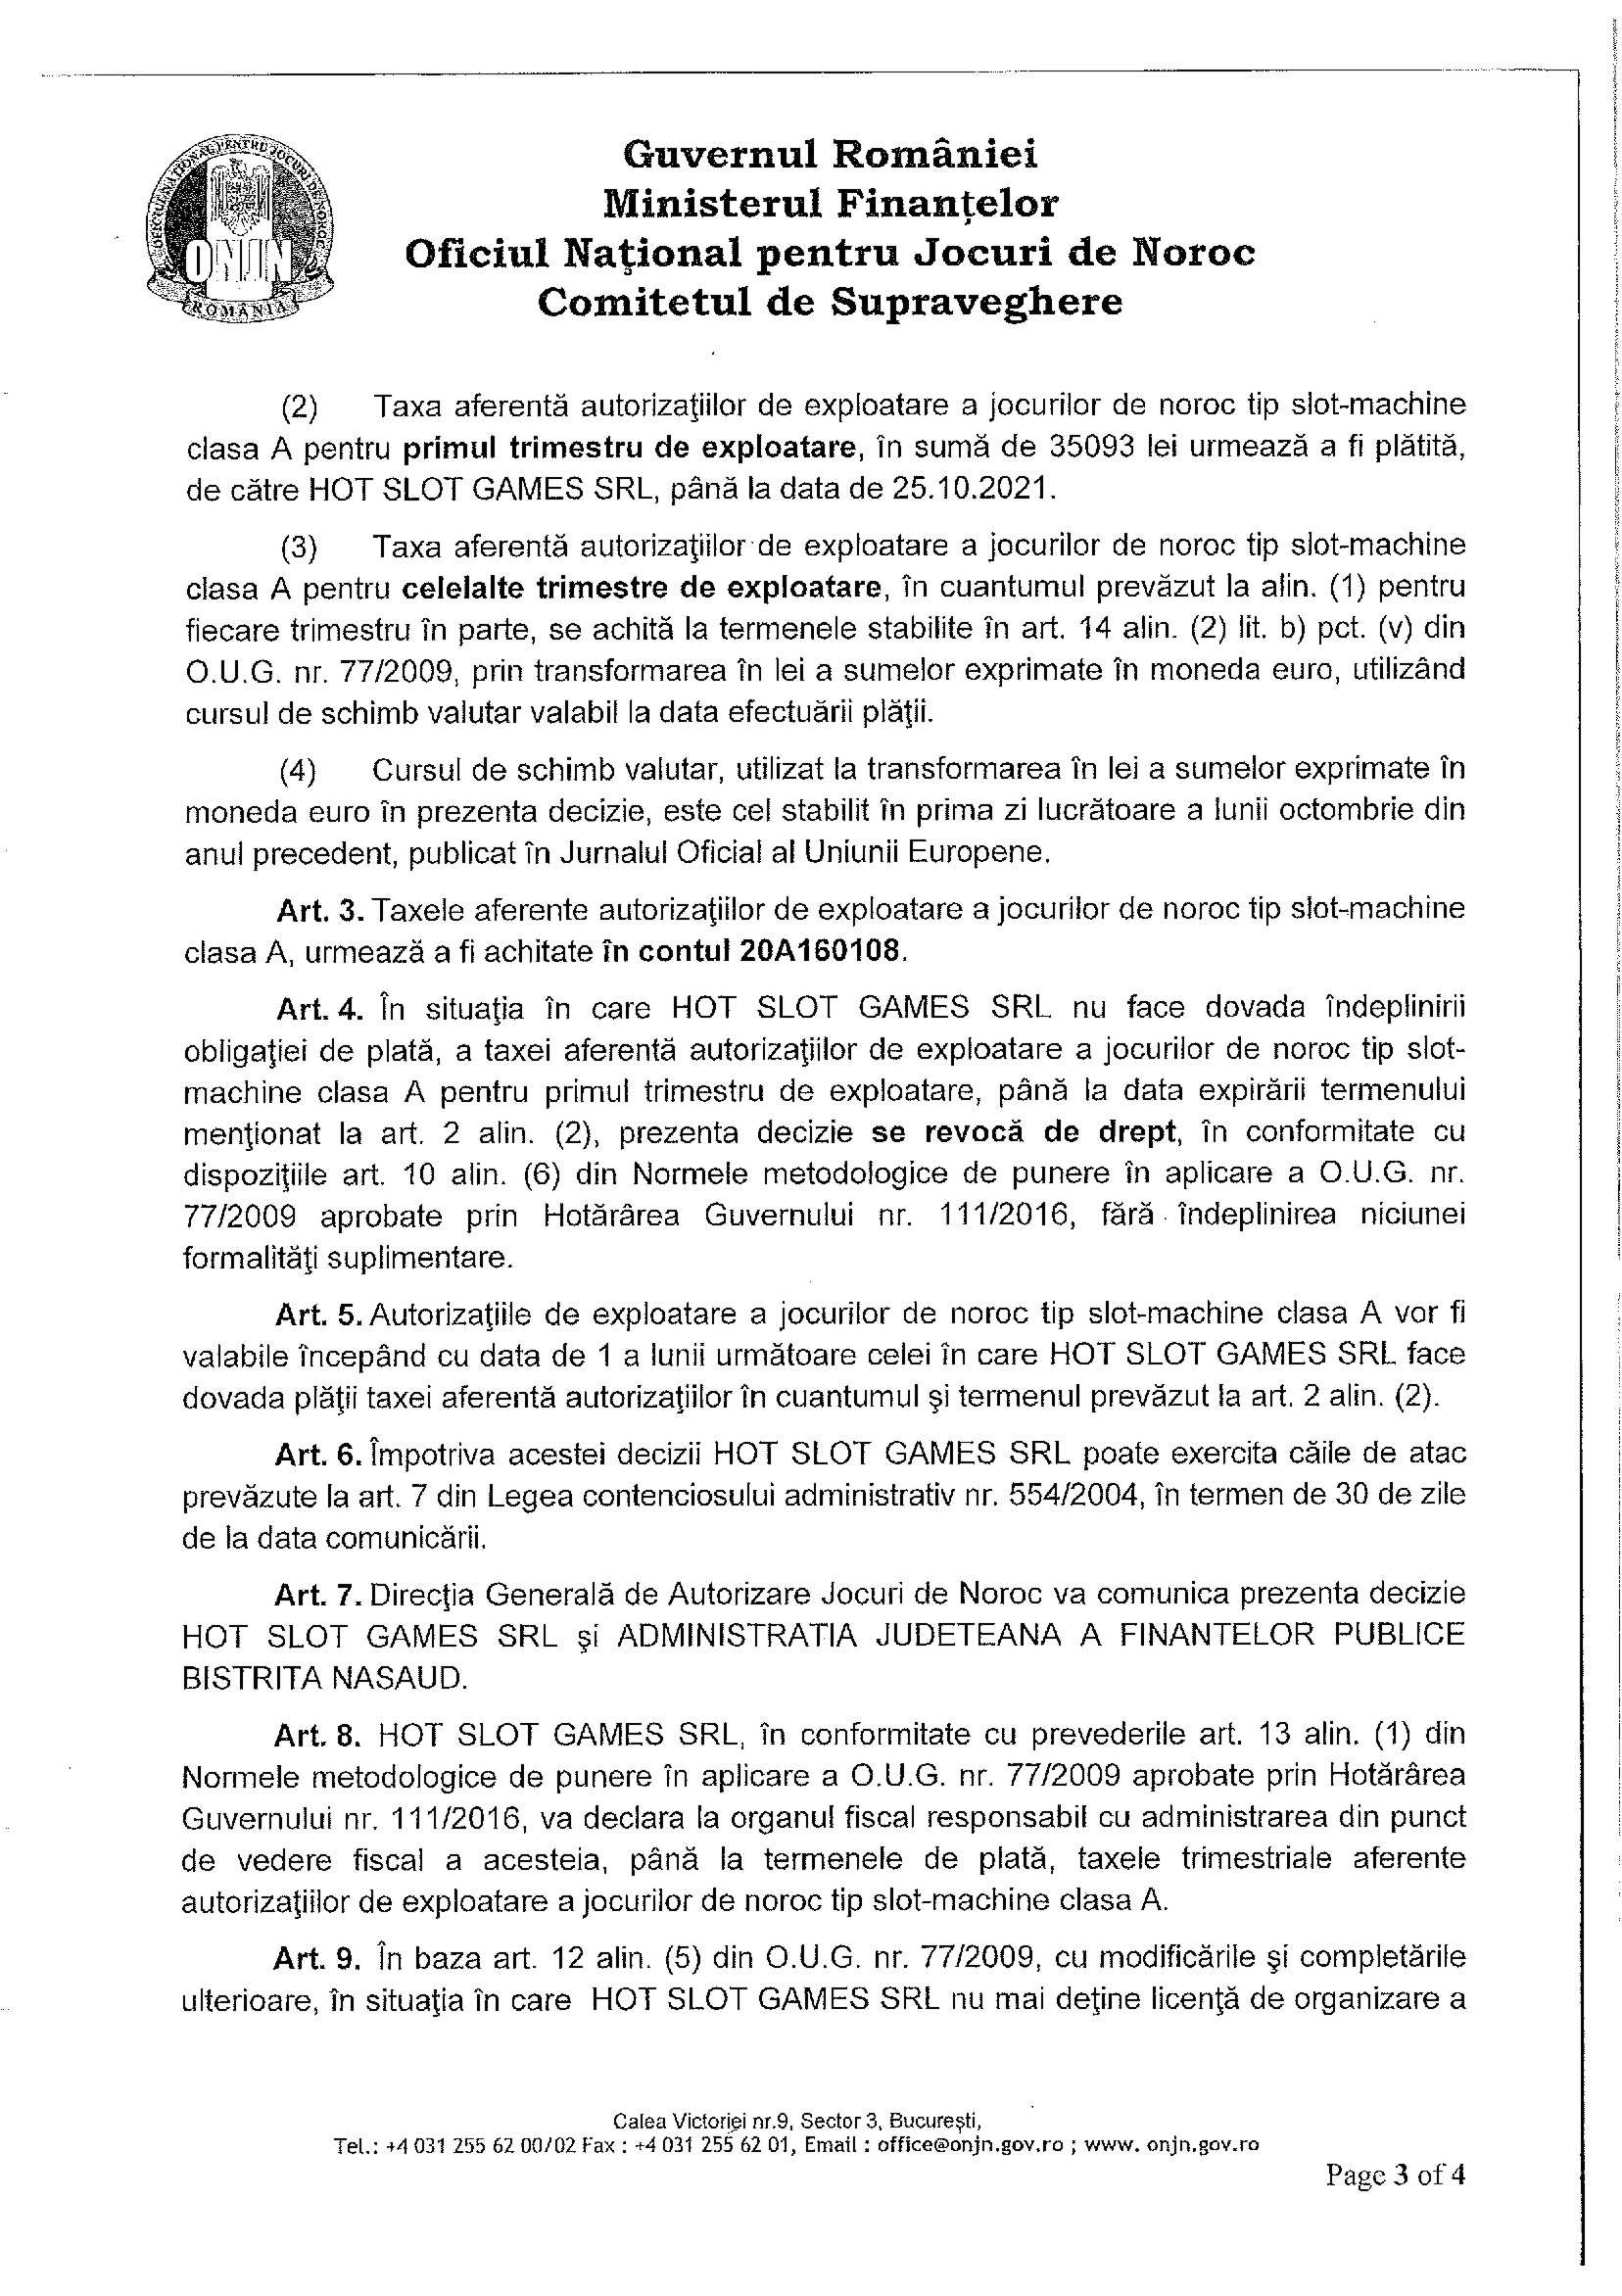 OFICIUL NAŢIONAL PENTRU JOCURI DE NOROC
ONJN
ROMÂNIA
Guvernul României
Ministerul Finanţelor
Oficiul Naţional pentru Jocuri de Noroc
Comitetul de Supraveghere
(2) Taxa aferentă autorizaţiilor de exploatare a jocurilor de noroc tip slot-machine
clasa A pentru primul trimestru de exploatare, în sumă de 35093 lei urmează a fi plătită,
de către HOT SLOT GAMES SRL, până la data de 25.10.2021.
(3) Taxa aferentă autorizaţiilor de exploatare a jocurilor de noroc tip slot-machine
clasa A pentru celelalte trimestre de exploatare, în cuantumul prevăzut la alin. (1) pentru
fiecare trimestru în parte, se achită la termenele stabilite în art. 14 alin. (2) lit. b) pct. (v) din
O.U.G. nr. 77/2009, prin transformarea în lei a sumelor exprimate în moneda euro, utilizând
cursul de schimb valutar valabil la data efectuării plăţii.
(4) Cursul de schimb valutar, utilizat la transformarea în lei a sumelor exprimate în
moneda euro în prezenta decizie, este cel stabilit în prima zi lucrătoare a lunii octombrie din
anul precedent, publicat în Jurnalul Oficial al Uniunii Europene.
Art. 3. Taxele aferente autorizaţiilor de exploatare a jocurilor de noroc tip slot-machine
clasa A, urmează a fi achitate în contul 20A160108.
Art. 4. În situaţia în care HOT SLOT GAMES SRL nu face dovada îndeplinirii
obligaţiei de plată, a taxei aferentă autorizaţiilor de exploatare a jocurilor de noroc tip slot-
machine clasa A pentru primul trimestru de exploatare, până la data expirării termenului
menţionat la art. 2 alin. (2), prezenta decizie se revocă de drept, în conformitate cu
dispoziţiile art. 10 alin. (6) din Normele metodologice de punere în aplicare a O.U.G. nr.
77/2009 aprobate prin Hotărârea Guvernului nr. 111/2016, fără îndeplinirea niciunei
formalităţi suplimentare.
Art. 5. Autorizaţiile de exploatare a jocurilor de noroc tip slot-machine clasa A vor fi
valabile începând cu data de 1 a lunii următoare celei în care HOT SLOT GAMES SRL face
dovada plăţii taxei aferentă autorizaţiilor în cuantumul şi termenul prevăzut la art. 2 alin. (2).
Art. 6. Împotriva acestei decizii HOT SLOT GAMES SRL poate exercita căile de atac
prevăzute la art. 7 din Legea contenciosului administrativ nr. 554/2004, în termen de 30 de zile
de la data comunicării.
Art. 7. Direcţia Generală de Autorizare Jocuri de Noroc va comunica prezenta decizie
HOT SLOT GAMES SRL şi ADMINISTRATIA JUDETEANA A FINANTELOR PUBLICE
BISTRITA NASAUD.
Art. 8. HOT SLOT GAMES SRL, în conformitate cu prevederile art. 13 alin. (1) din
Normele metodologice de punere în aplicare a O.U.G. nr. 77/2009 aprobate prin Hotărârea
Guvernului nr. 111/2016, va declara la organul fiscal responsabil cu administrarea din punct
de vedere fiscal a acesteia, până la termenele de plată, taxele trimestriale aferente
autorizaţiilor de exploatare a jocurilor de noroc tip slot-machine clasa A.
Art. 9. În baza art. 12 alin. (5) din O.U.G. nr. 77/2009, cu modificările şi completările
ulterioare, în situaţia în care HOT SLOT GAMES SRL nu mai deţine licenţă de organizare a
Calea Victoriei nr.9, Sector 3, Bucureşti,
Tel.: +4 031 255 62 00/02 Fax : +4 031 255 62 01, Email : office@onjn.gov.ro ; www. onjn.gov.ro
Page 3 of 4